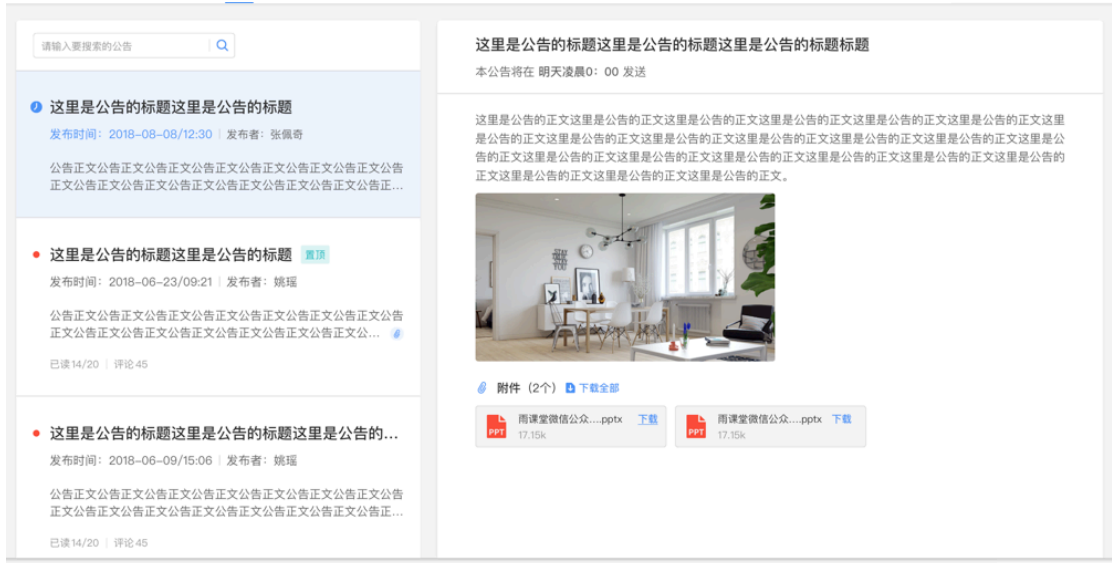 请输入要搜索的公告
这里是公告的标题这里是公告的标题
发布时间：2018-08-08/12:30 | 发布者：张佩奇
公告正文公告正文公告正文公告正文公告正文公告正文公告正文公告
正文公告正文公告正文公告正文公告正文公告正文公告正文公告正...
这里是公告的标题这里是公告的标题 置顶
发布时间：2018-06-23/09:21 | 发布者：姚瑶
公告正文公告正文公告正文公告正文公告正文公告正文公告正文公告
正文公告正文公告正文公告正文公告正文公告正文公告正文公...
已读14/20 | 评论45
这里是公告的标题这里是公告的标题这里是公告的...
发布时间：2018-06-09/15:06 | 发布者：姚瑶
公告正文公告正文公告正文公告正文公告正文公告正文公告正文公告
正文公告正文公告正文公告正文公告正文公告正文公告正文公告正...
已读14/20 | 评论45
这里是公告的标题这里是公告的标题这里是公告的标题标题
本公告将在 明天凌晨0：00 发送
这里是公告的正文这里是公告的正文这里是公告的正文这里是公告的正文这里是公告的正文这里是公告的正文这里
是公告的正文这里是公告的正文这里是公告的正文这里是公告的正文这里是公告的正文这里是公告的正文这里是公
告的正文这里是公告的正文这里是公告的正文这里是公告的正文这里是公告的正文这里是公告的正文这里是公告的
正文这里是公告的正文这里是公告的正文这里是公告的正文。
附件（2个） 下载全部
PPT 雨课堂微信公众....pptx 下载
17.15k
PPT 雨课堂微信公众....pptx 下载
17.15k